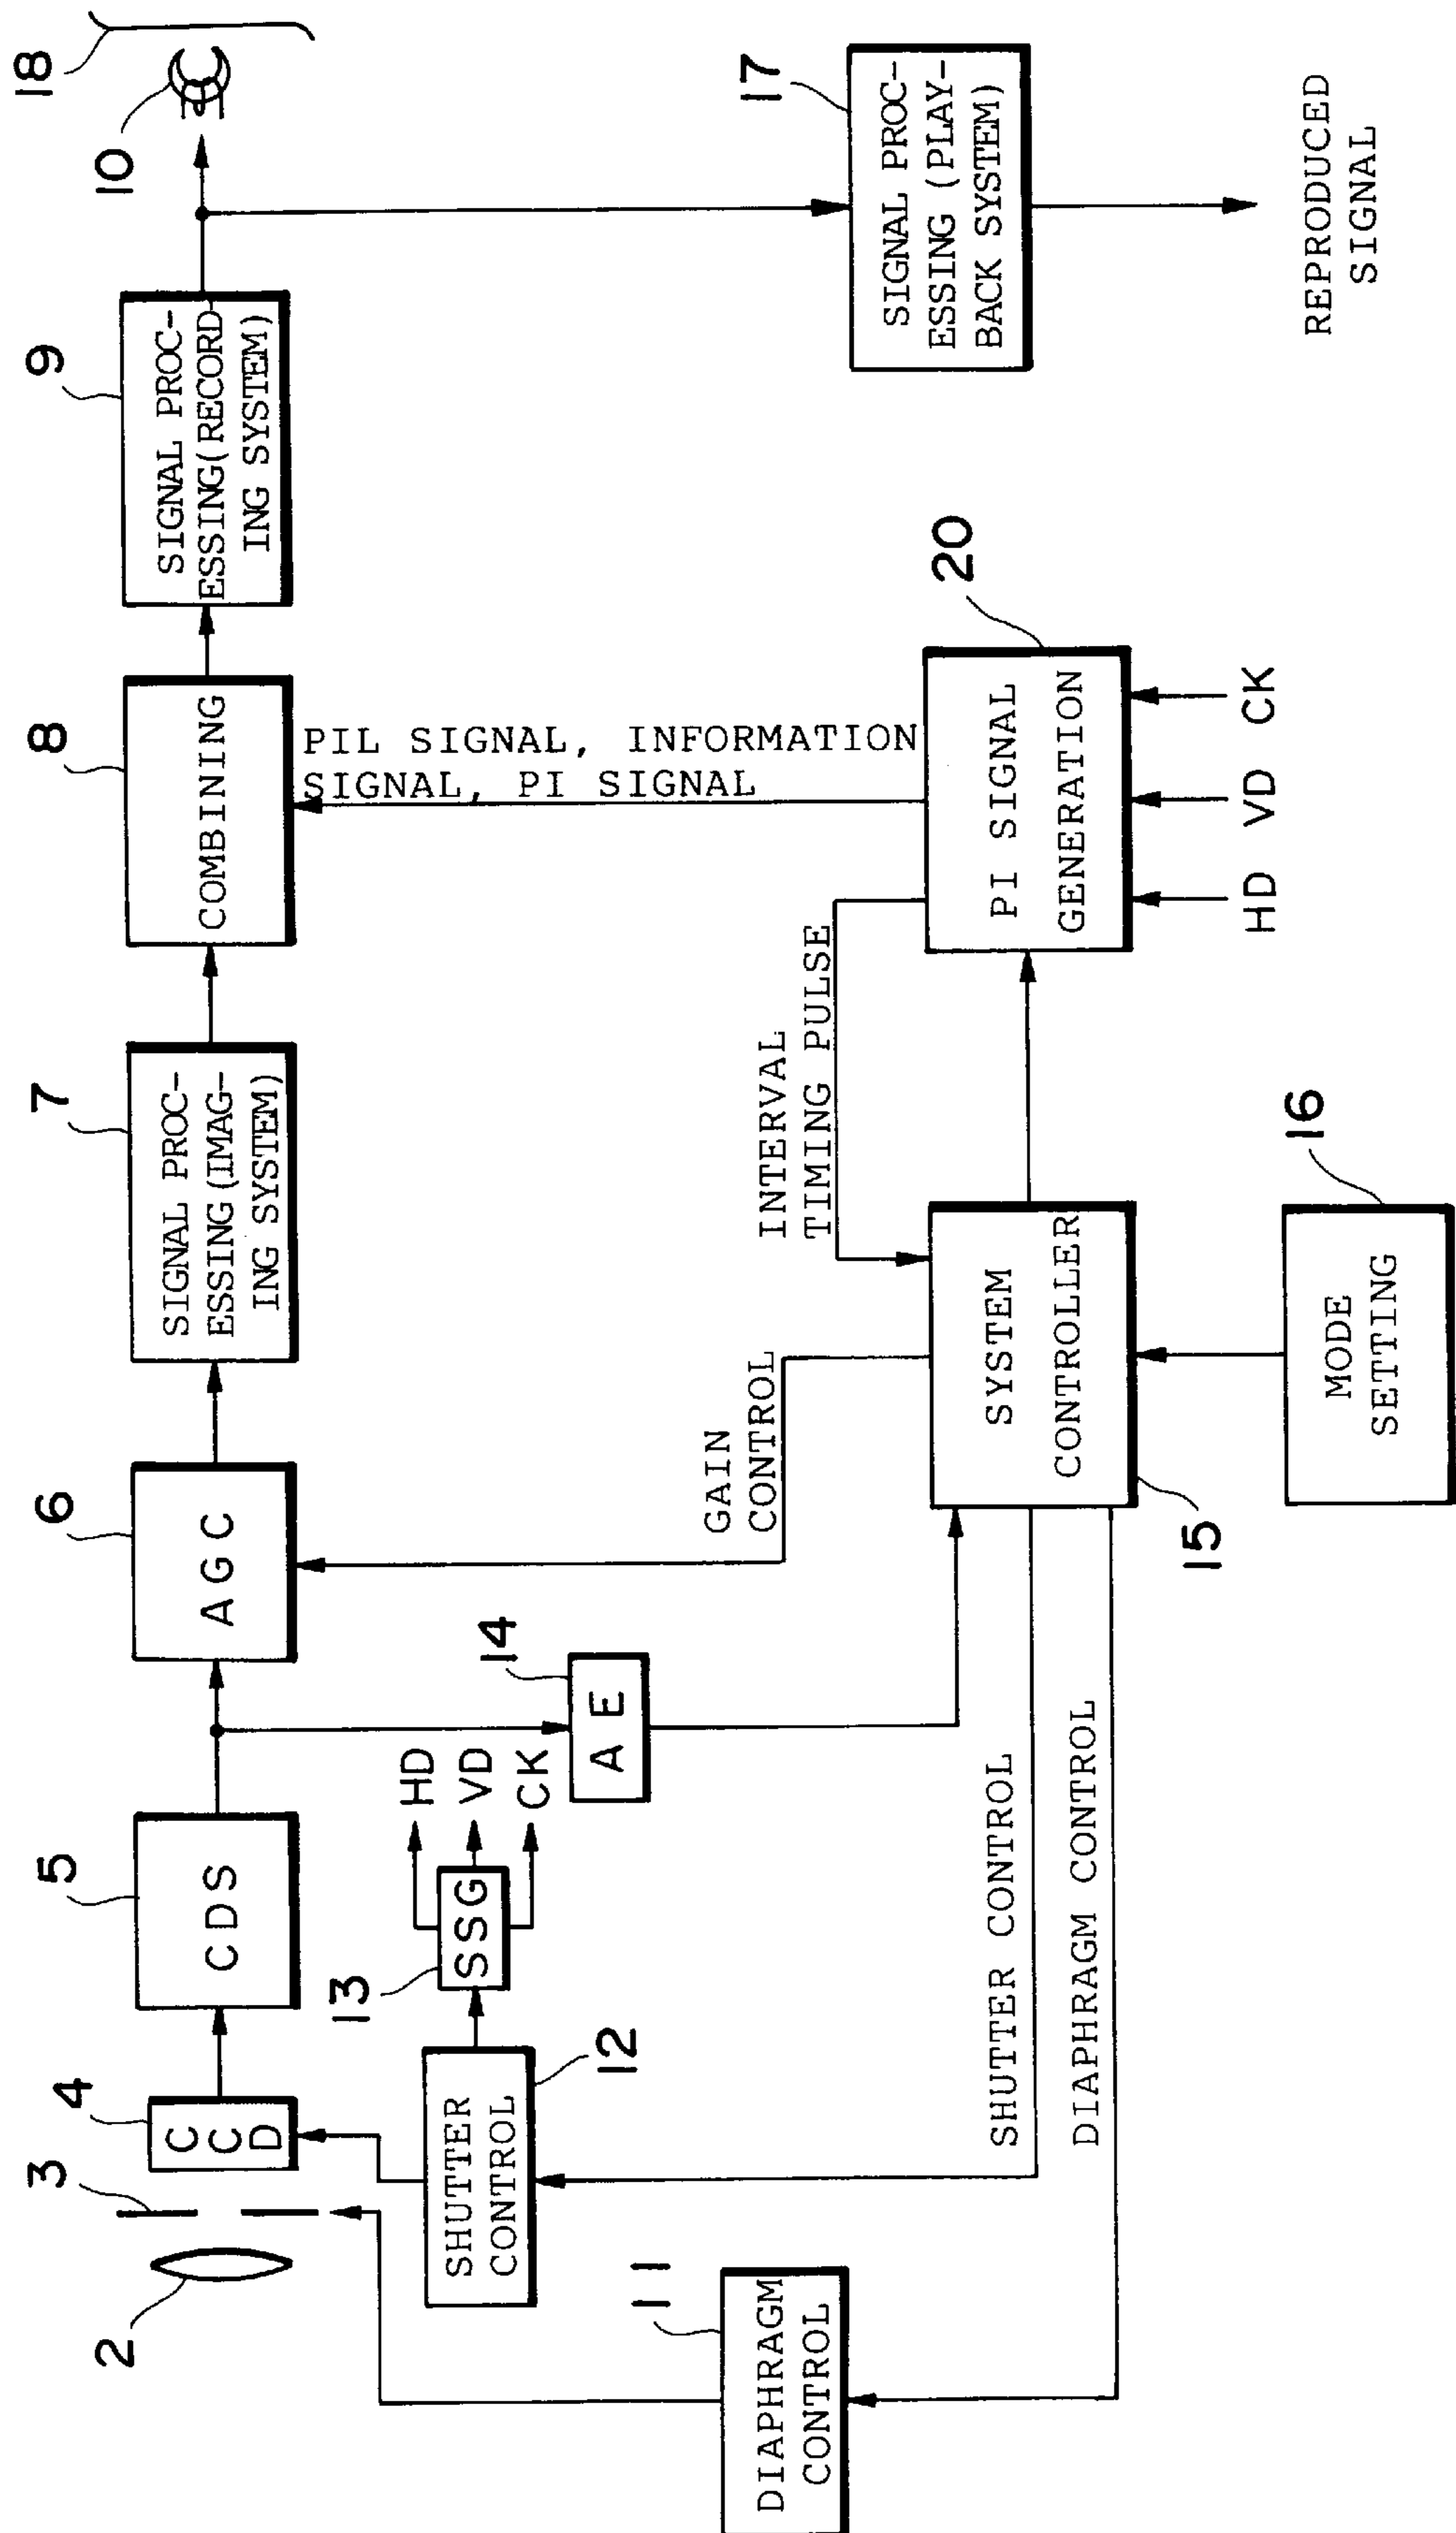 2
3
4
C
C
D
5
CDS
6
AGC
7
SIGNAL PROC-
ESSING (IMAG-
ING SYSTEM)
8
COMBINING
9
SIGNAL PROC-
ESSING(RECORD
ING SYSTEM)
10
18
11
DIAPHRAGM
CONTROL
12
SHUTTER
CONTROL
13
SSG
HD
VD
CK
14
AE
GAIN
CONTROL
INTERVAL
TIMING PULSE
PIL SIGNAL, INFORMATION
SIGNAL, PI SIGNAL
17
SIGNAL PROC-
ESSING (PLAY-
BACK SYSTEM)
REPRODUCED
SIGNAL
SHUTTER CONTROL
DIAPHRAGM CONTROL
15
SYSTEM
CONTROLLER
16
MODE
SETTING
20
PI SIGNAL
GENERATION
HD
VD
CK